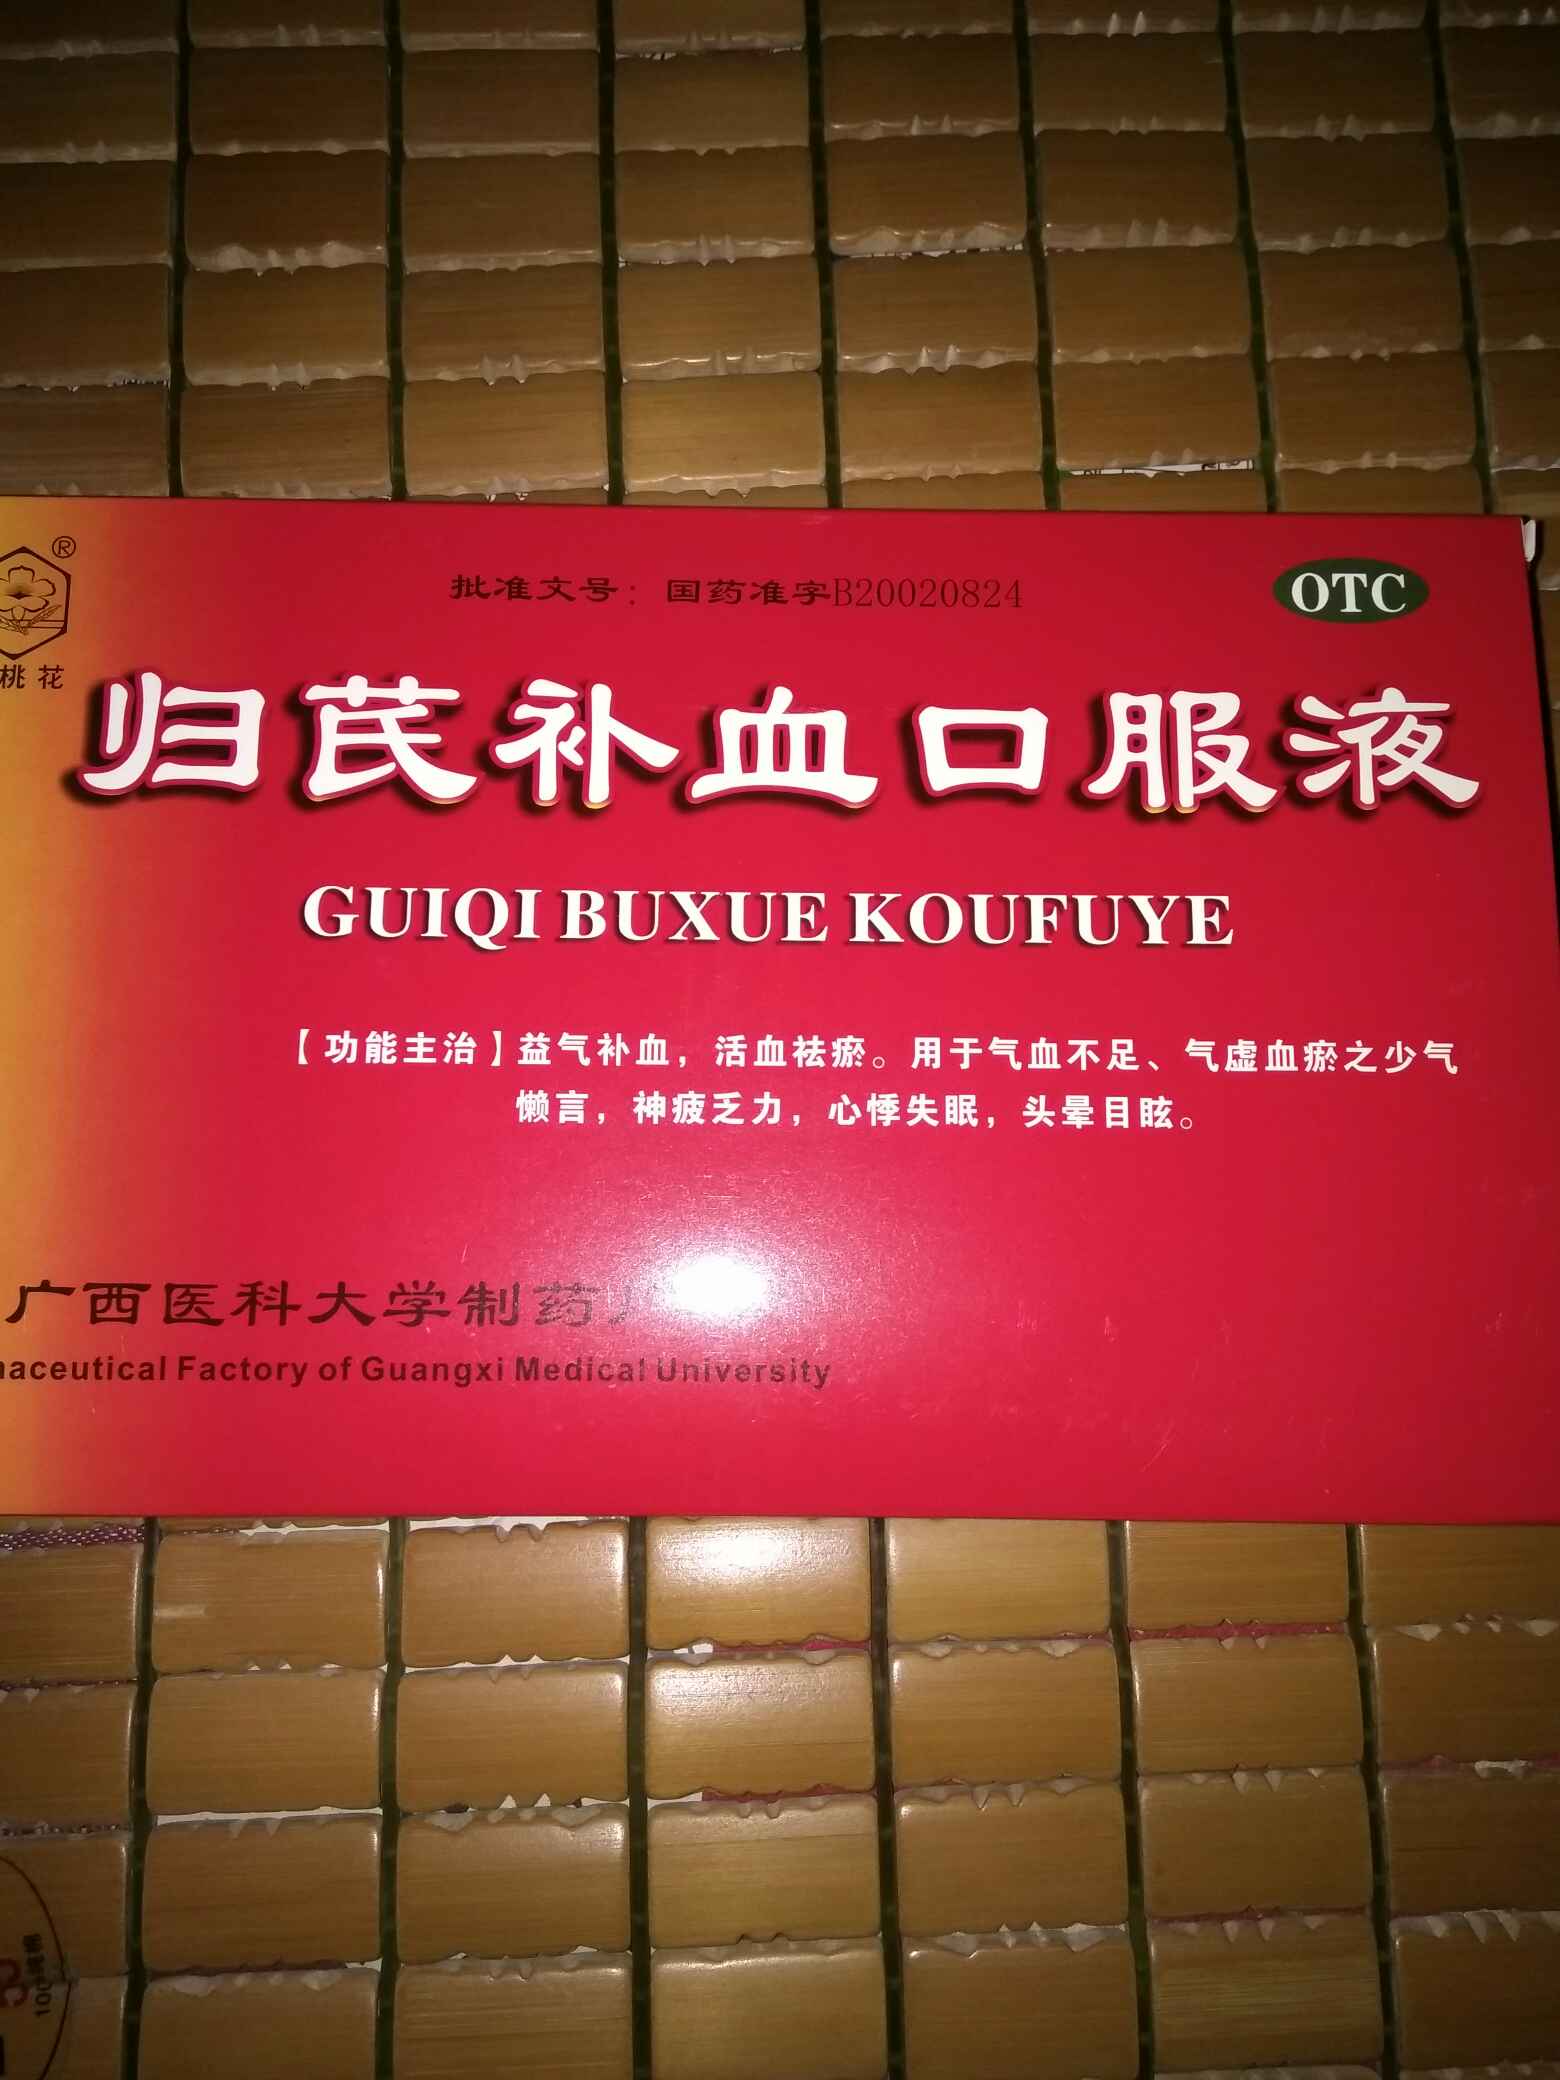 ®
桃花
批准文号：国药准字B20020824
OTC
归芪补血口服液
GUIQI BUXUE KOUFUYE
【功能主治】益气补血，活血祛瘀。用于气血不足、气虚血瘀之少气
懒言，神疲乏力，心悸失眠，头晕目眩。
广西医科大学制药厂
maceutical Factory of Guangxi Medical University